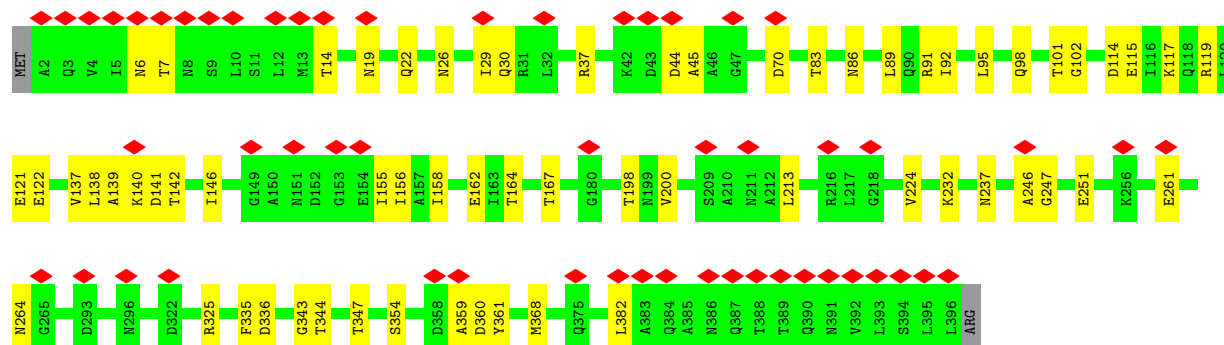 MET A2 Q3 V4 I5 N6 T7 N8 S9 L10 S11 L12 M13 T14 N19 Q22 N26 I29 Q30 R31 L32 R37 K42 D43 D44 A45 A46 G47 D70 T83 N86 L89 Q90 R91 I92 L95 Q98 T101 G102 D114 E115 I116 K117 Q118 R119 L120
E121 E122 V137 L138 A139 K140 D141 T142 I146 G149 A150 N151 D152 G153 E154 I155 I156 A157 I158 E162 I163 T164 T167 G180 T198 N199 V200 S209 A210 N211 A212 L213 R216 L217 G218 V224 K232 N237 A246 G247 E251 K256 E261
N264 G265 D293 N296 D322 R325 F335 D336 G343 T344 T347 S354 D358 A359 D360 Y361 M368 Q375 L382 A383 Q384 A385 N386 Q387 T388 T389 Q390 N391 V392 L393 S394 L395 L396 ARG